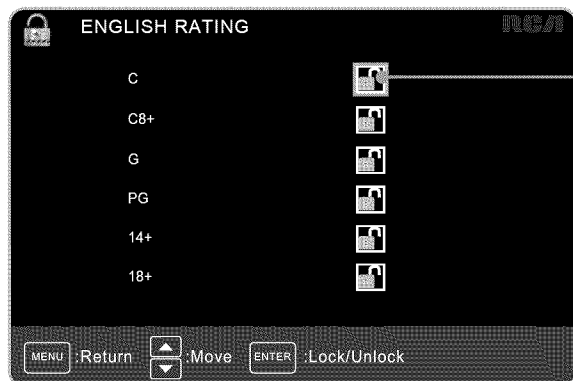 ENGLISH RATING RCA
C
C8+
G
PG
14+
18+
MENU :Return :Move ENTER :Lock/Unlock